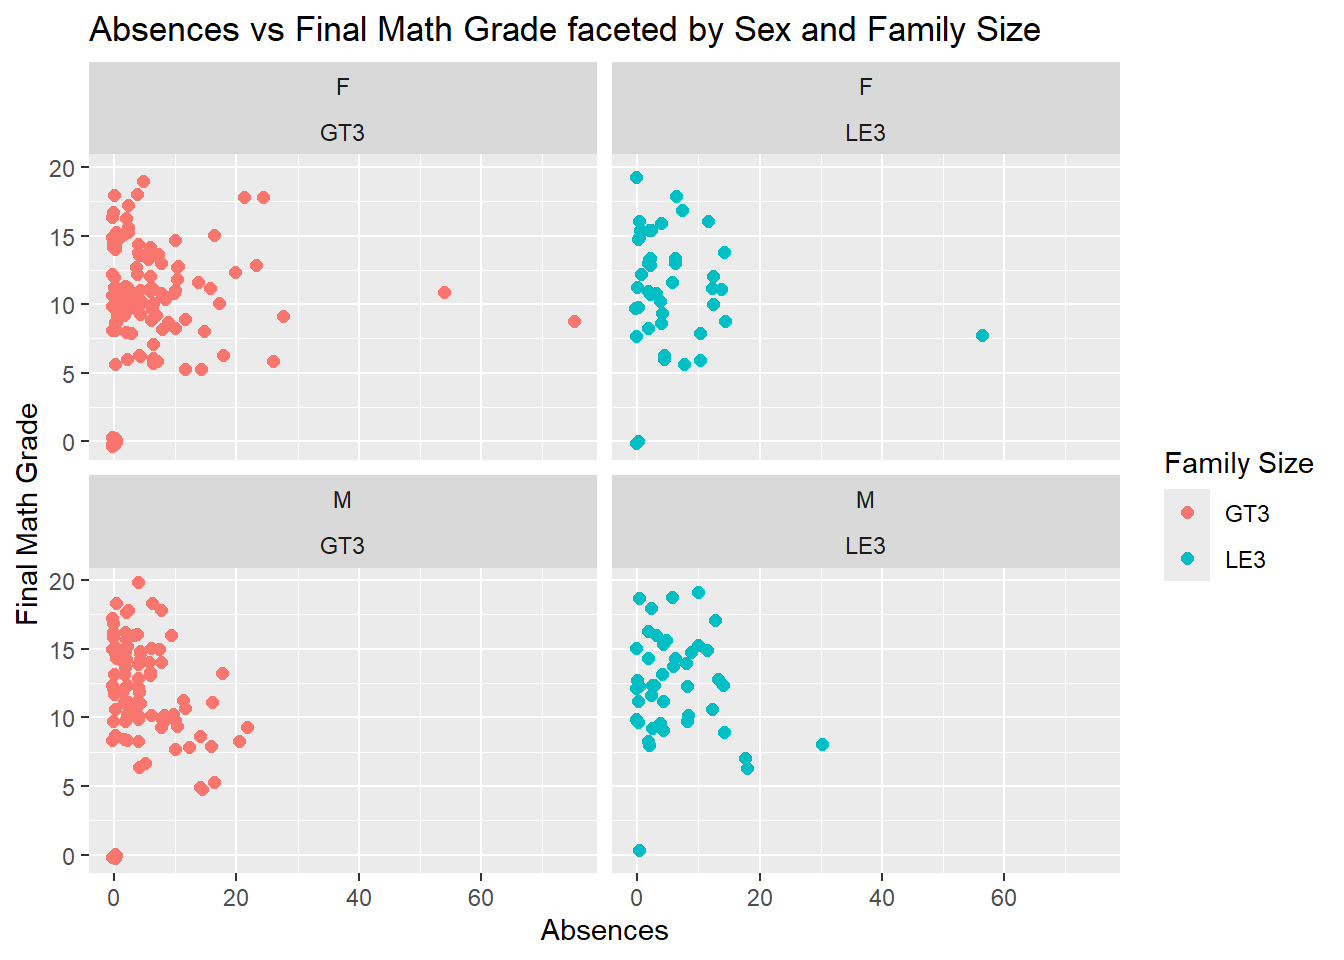 Absences vs Final Math Grade faceted by Sex and Family Size
F
GT3
F
LE3
20
15
10
5
0
M
GT3
M
LE3
20
15
10
5
0
0 20 40 60
0 20 40 60
Absences
Final Math Grade
Family Size
GT3
LE3